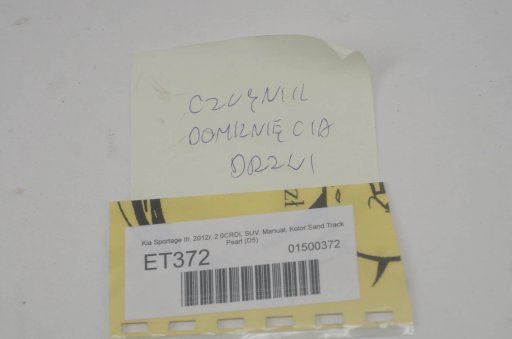 CZUJNIK
DOMKNIĘCIA
DRZWI
Kia Sportage III, 2012r, 2.0CRDi, SUV, Manual, Kolor:Sand Track
Pearl (D5)
ET372
01500372